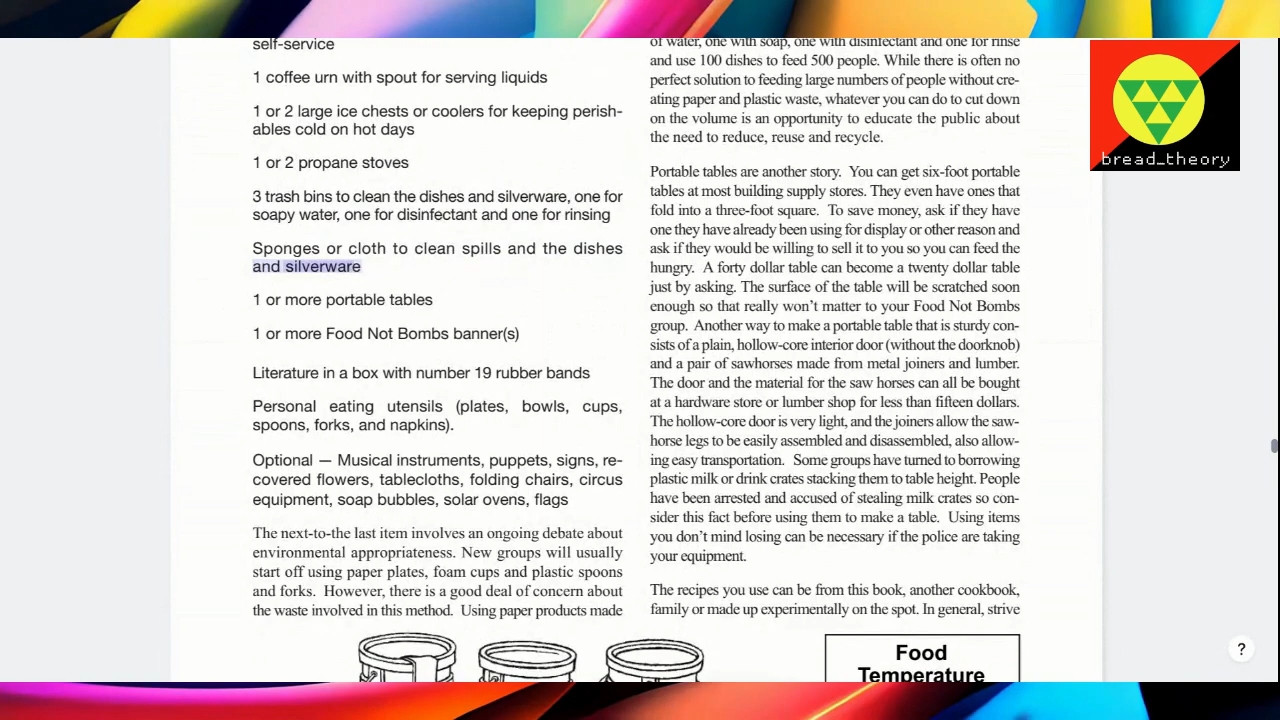 self-service
1 coffee urn with spout for serving liquids
1 or 2 large ice chests or coolers for keeping perish-
ables cold on hot days
1 or 2 propane stoves
3 trash bins to clean the dishes and silverware, one for
soapy water, one for disinfectant and one for rinsing
Sponges or cloth to clean spills and the dishes
and silverware
1 or more portable tables
1 or more Food Not Bombs banner(s)
Literature in a box with number 19 rubber bands
Personal eating utensils (plates, bowls, cups,
spoons, forks, and napkins).
Optional — Musical instruments, puppets, signs, re-
covered flowers, tablecloths, folding chairs, circus
equipment, soap bubbles, solar ovens, flags
The next-to-the last item involves an ongoing debate about
environmental appropriateness. New groups will usually
start off using paper plates, foam cups and plastic spoons
and forks. However, there is a good deal of concern about
the waste involved in this method. Using paper products made
of water, one with soap, one with disinfectant and one for rinse
and use 100 dishes to feed 500 people. While there is often no
perfect solution to feeding large numbers of people without cre-
ating paper and plastic waste, whatever you can do to cut down
on the volume is an opportunity to educate the public about
the need to reduce, reuse and recycle.
Portable tables are another story. You can get six-foot portable
tables at most building supply stores. They even have ones that
fold into a three-foot square. To save money, ask if they have
one they have already been using for display or other reason and
ask if they would be willing to sell it to you so you can feed the
hungry. A forty dollar table can become a twenty dollar table
just by asking. The surface of the table will be scratched soon
enough so that really won't matter to your Food Not Bombs
group. Another way to make a portable table that is sturdy con-
sists of a plain, hollow-core interior door (without the doorknob)
and a pair of sawhorses made from metal joiners and lumber.
The door and the material for the saw horses can all be bought
at a hardware store or lumber shop for less than fifteen dollars.
The hollow-core door is very light, and the joiners allow the saw-
horse legs to be easily assembled and disassembled, also allow-
ing easy transportation. Some groups have turned to borrowing
plastic milk or drink crates stacking them to table height. People
have been arrested and accused of stealing milk crates so con-
sider this fact before using them to make a table. Using items
you don't mind losing can be necessary if the police are taking
your equipment.
The recipes you use can be from this book, another cookbook,
family or made up experimentally on the spot. In general, strive
Food
Temperature
bread_theory
?